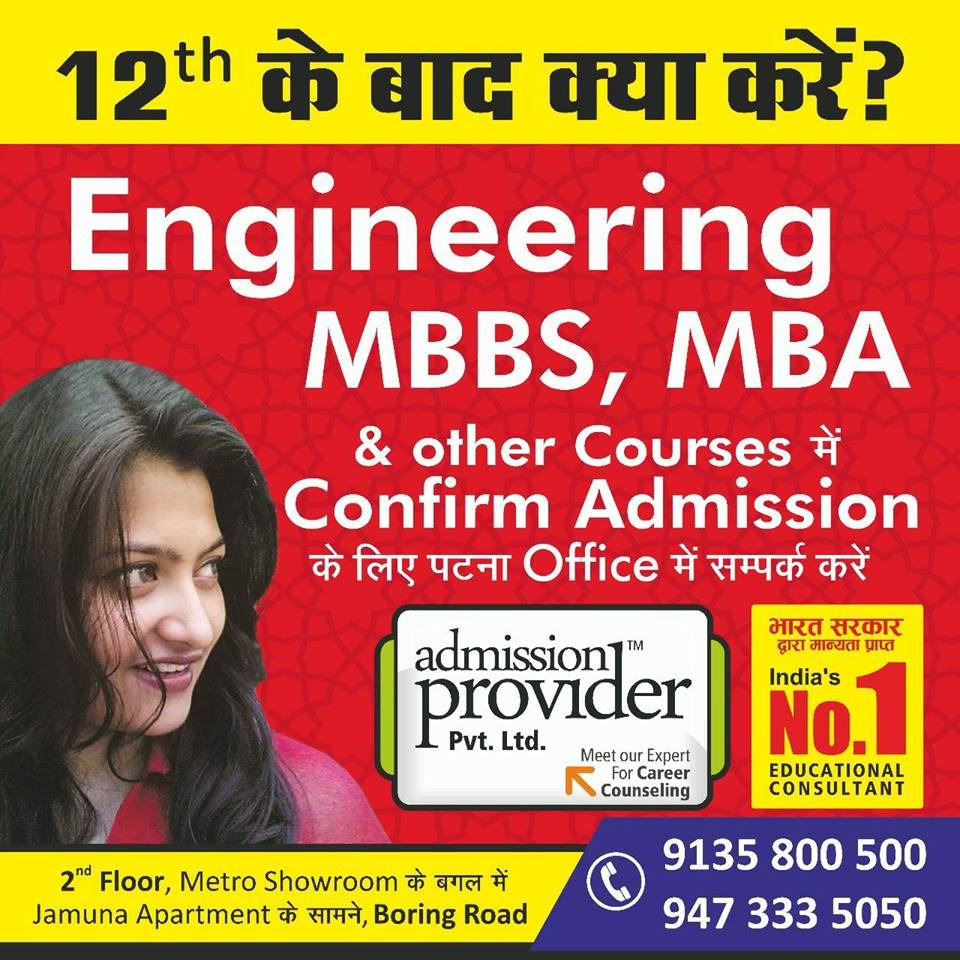 12th के बाद क्या करें?
Engineering
MBBS, MBA
& other Courses में
Confirm Admission
के लिए पटना Office में सम्पर्क करें
admission™
provider
Pvt. Ltd.
Meet our Expert
For Career
Counseling
भारत सरकार
द्वारा मान्यता प्राप्त
India's
No.1
EDUCATIONAL
CONSULTANT
2nd Floor, Metro Showroom के बगल में
Jamuna Apartment के सामने, Boring Road
9135 800 500
947 333 5050